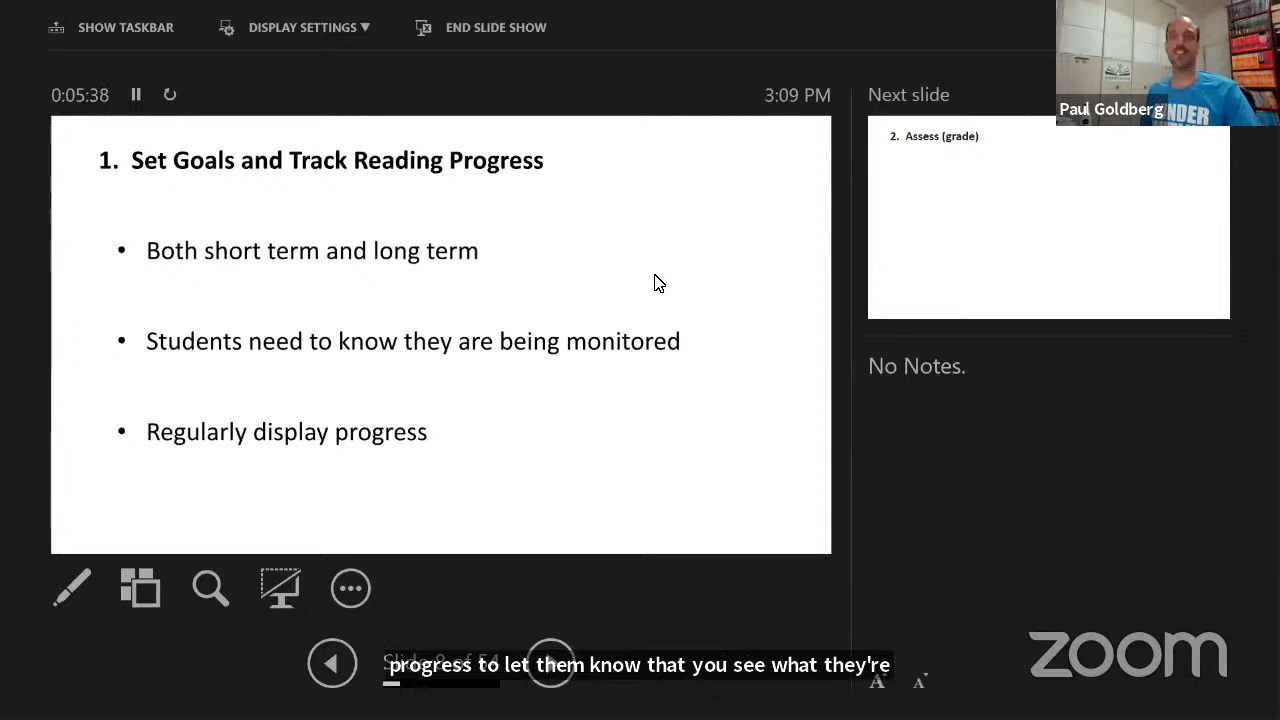 SHOW TASKBAR
DISPLAY SETTINGS ▼
END SLIDE SHOW
0:05:38
3:09 PM
Next slide
Paul Goldberg
1. Set Goals and Track Reading Progress
• Both short term and long term
• Students need to know they are being monitored
• Regularly display progress
2. Assess (grade)
No Notes.
progress to let them know that you see what they're
A A
zoom